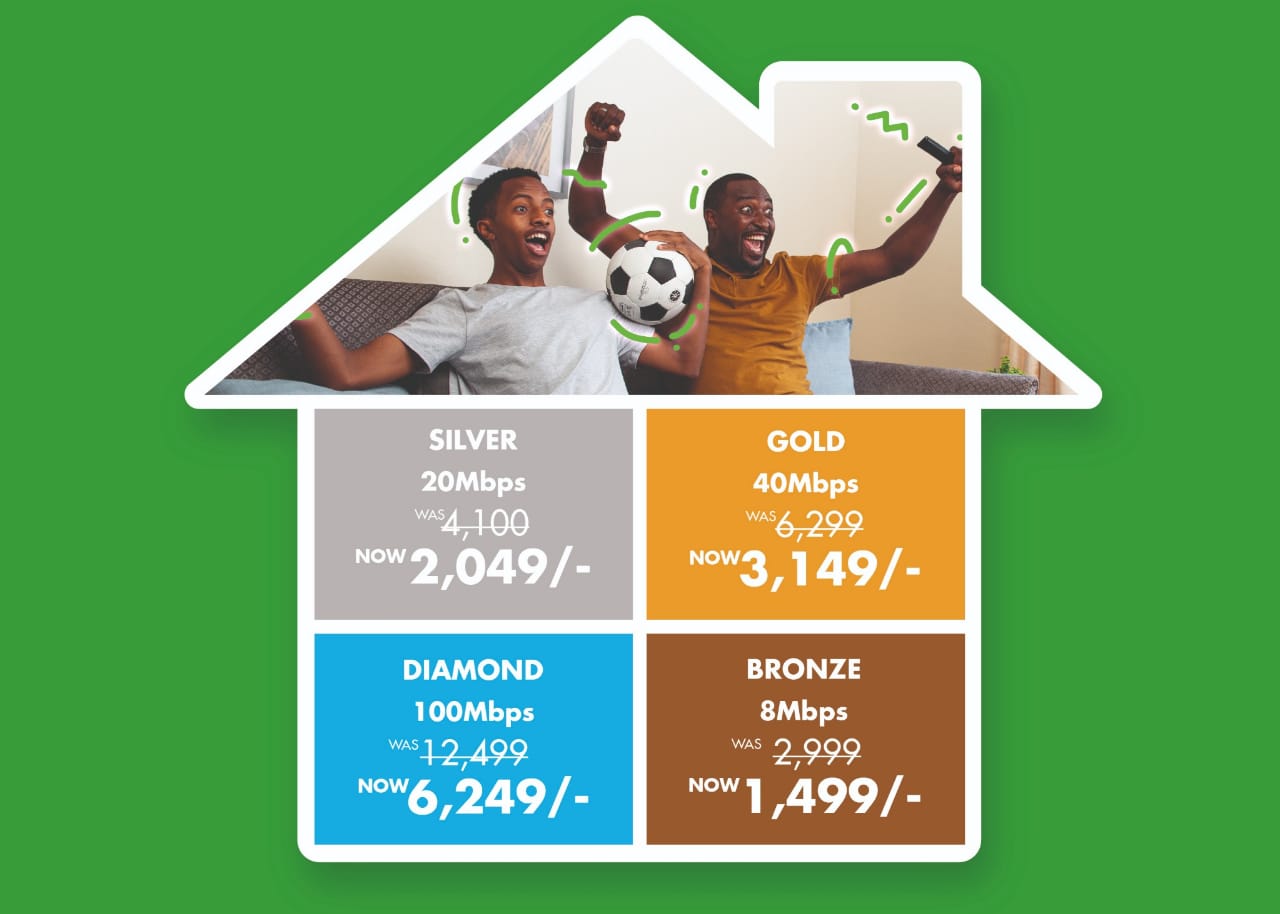 SILVER
20Mbps
WAS 4,100
NOW 2,049/-
GOLD
40Mbps
WAS 6,299
NOW 3,149/-
DIAMOND
100Mbps
WAS 12,499
NOW 6,249/-
BRONZE
8Mbps
WAS 2,999
NOW 1,499/-